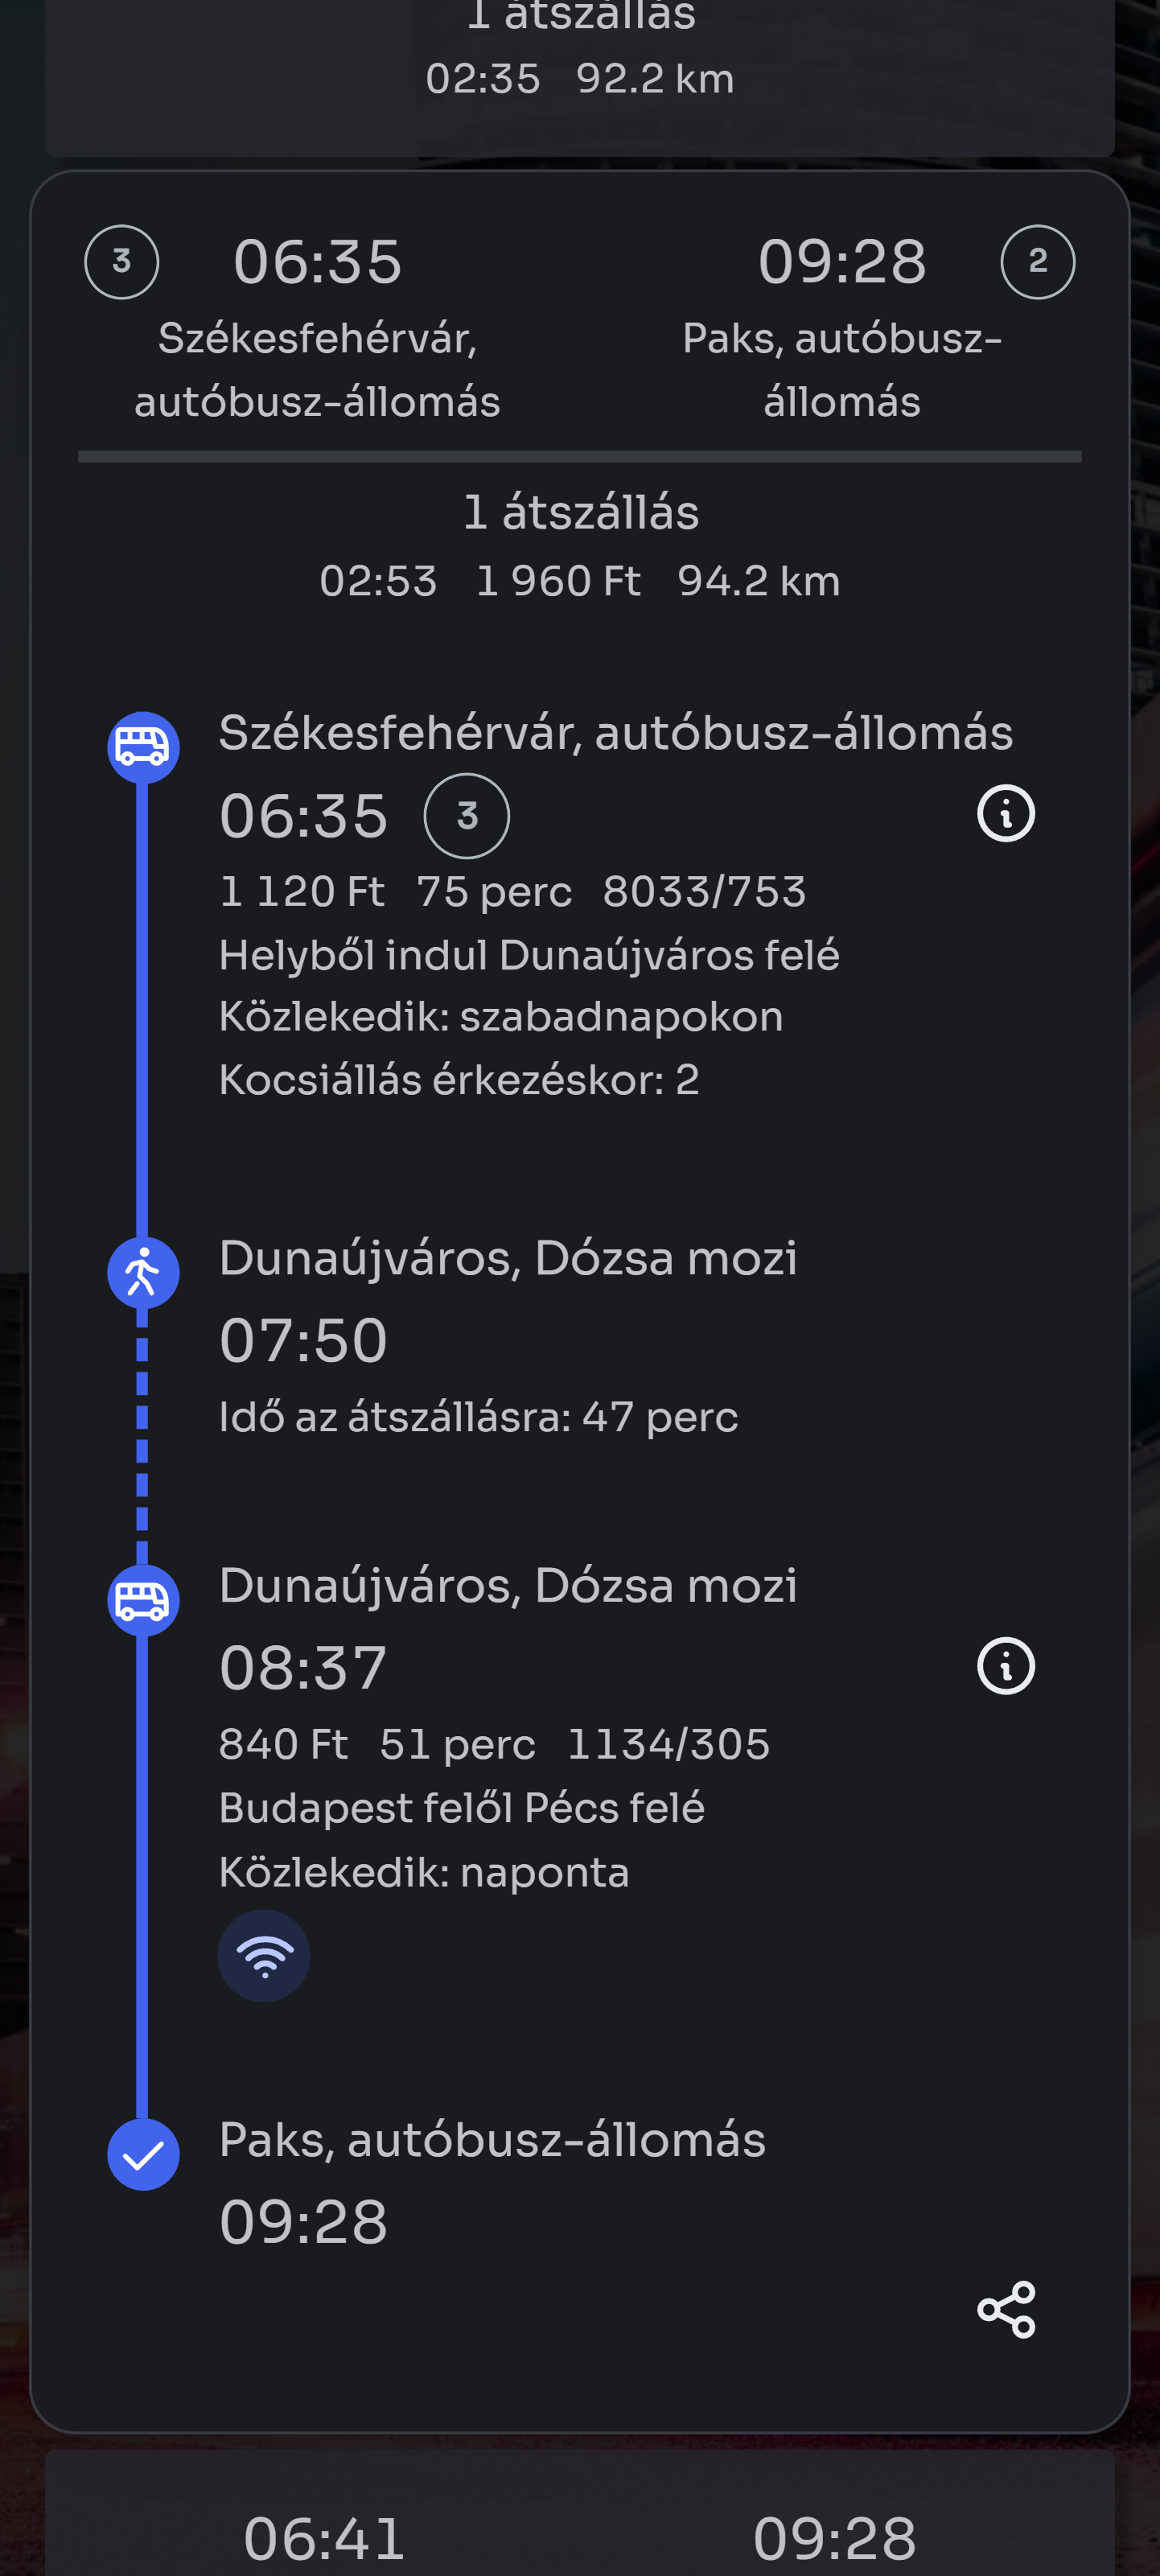 1 átszállás
02:35 92.2 km
3 06:35 09:28 2
Székesfehérvár, Paks, autóbusz-
autóbusz-állomás állomás
1 átszállás
02:53 1 960 Ft 94.2 km
Székesfehérvár, autóbusz-állomás
06:35 3
1 120 Ft 75 perc 8033/753
Helyből indul Dunaújváros felé
Közlekedik: szabadnapokon
Kocsiállás érkezéskor: 2
Dunaújváros, Dózsa mozi
07:50
Idő az átszállásra: 47 perc
Dunaújváros, Dózsa mozi
08:37
840 Ft 51 perc 1134/305
Budapest felől Pécs felé
Közlekedik: naponta
Paks, autóbusz-állomás
09:28
06:41 09:28